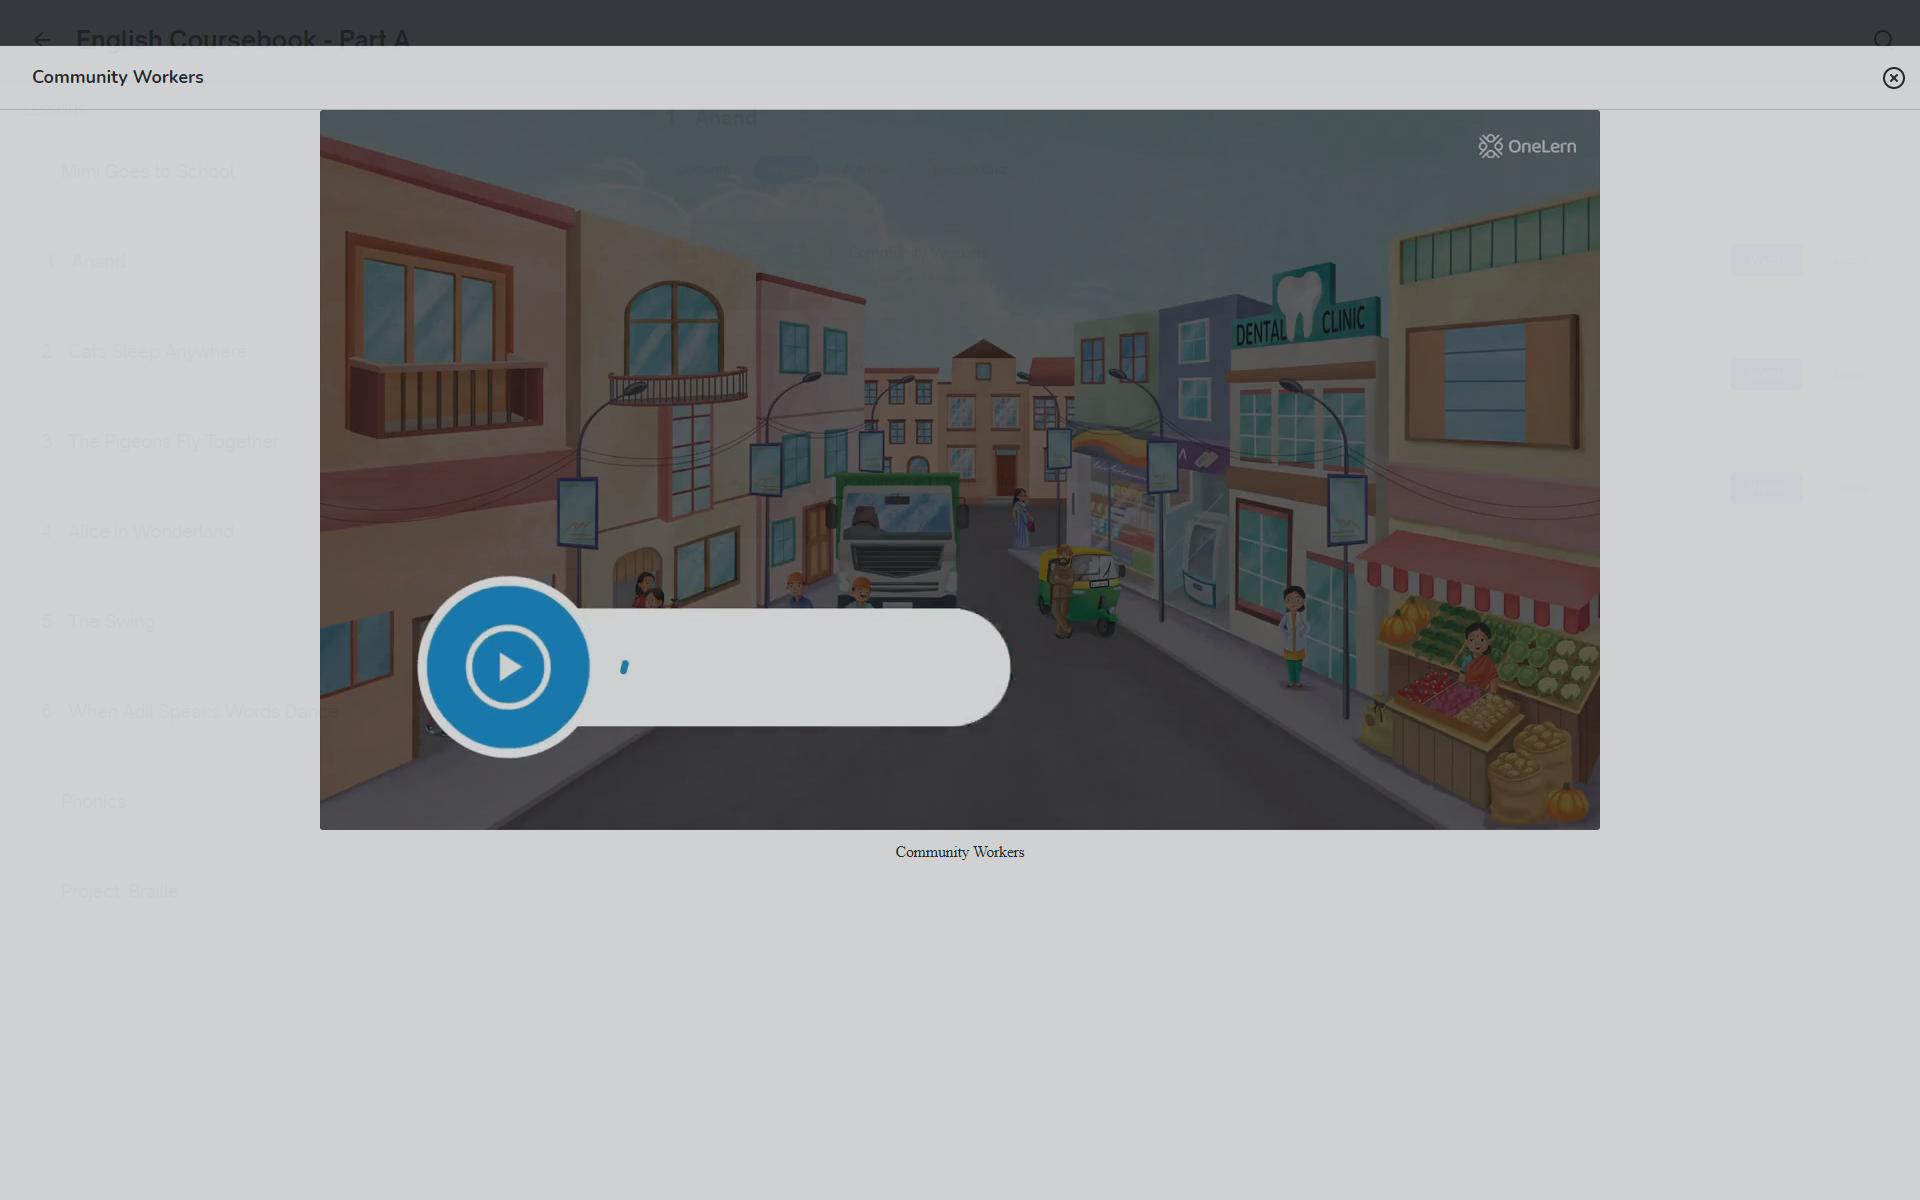 English Coursebook - Part A
Community Workers
1 Anand
OneLern
Mimi Goes to School
1 Anand
Community Workers
DENTAL CLINIC
2 Cats Sleep Anywhere
3 The Pigeons Fly Together
4 Alice in Wonderland
5 The Swing
6 When Adil Speaks Words Dance
Phonics
Community Workers
Project: Braille